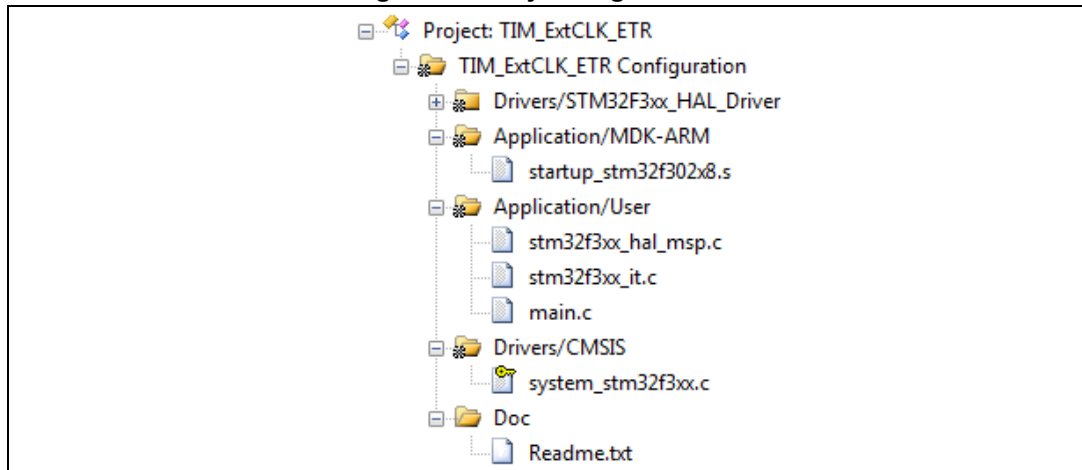 Project: TIM_ExtCLK_ETR
TIM_ExtCLK_ETR Configuration
Drivers/STM32F3xx_HAL_Driver
Application/MDK-ARM
startup_stm32f302x8.s
Application/User
stm32f3xx_hal_msp.c
stm32f3xx_it.c
main.c
Drivers/CMSIS
system_stm32f3xx.c
Doc
Readme.txt